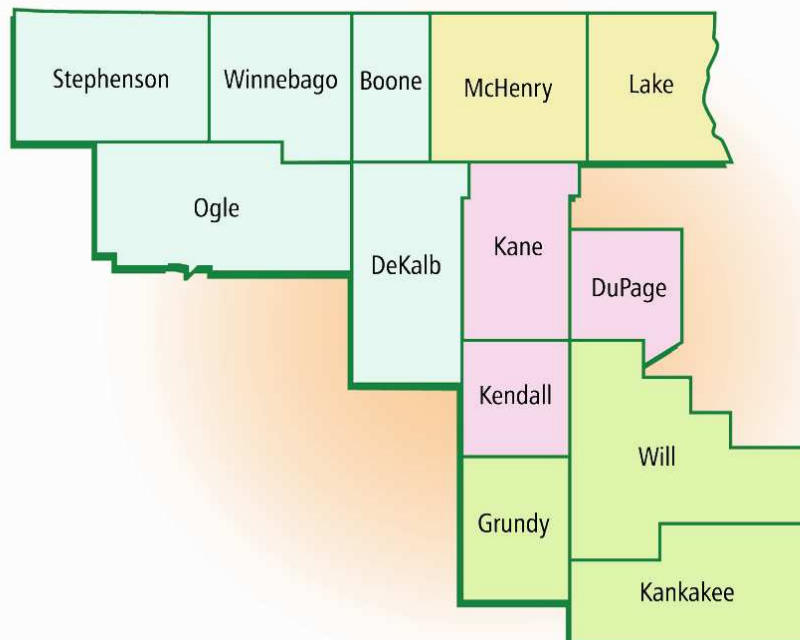 Stephenson
Winnebago
Boone
McHenry
Lake
Ogle
DeKalb
Kane
DuPage
Kendall
Will
Grundy
Kankakee